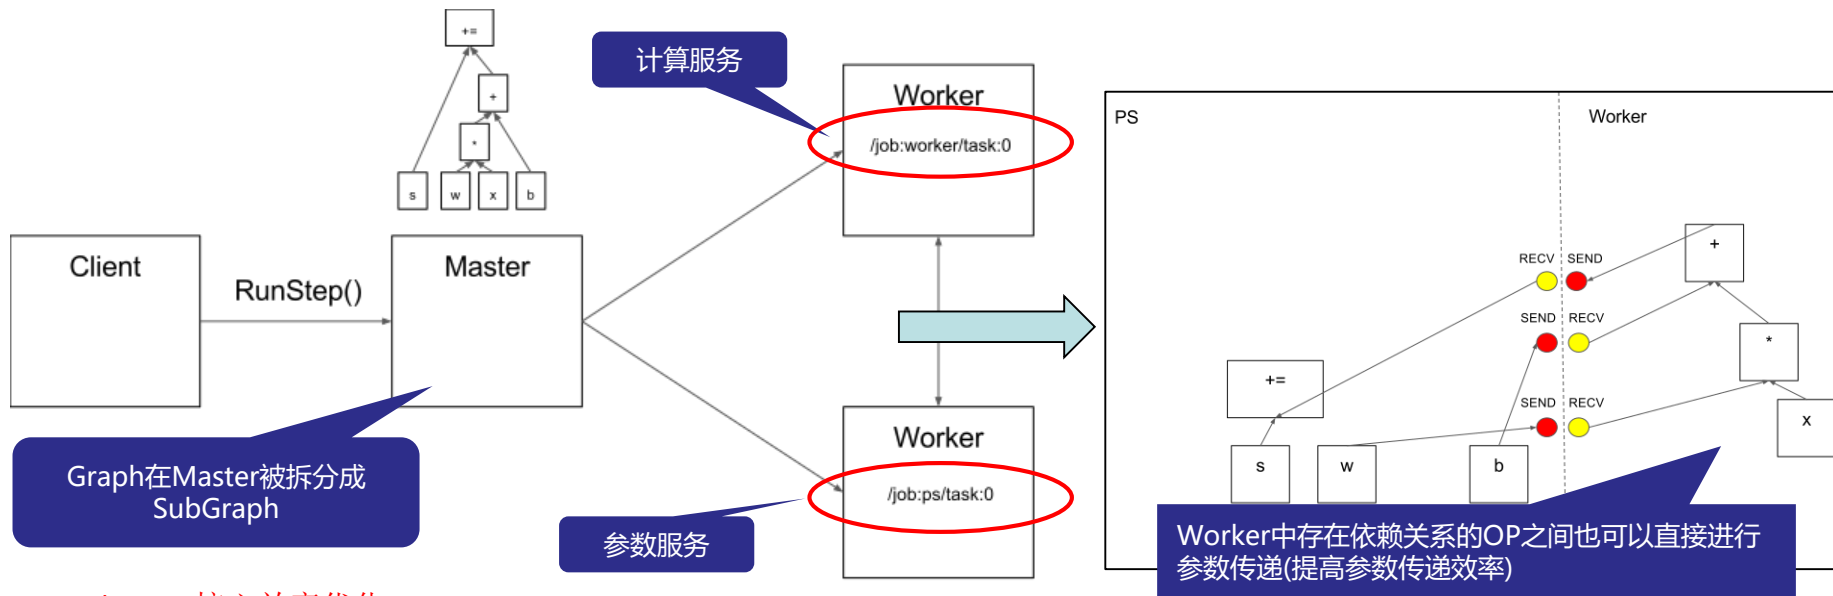 +=
+
*
s
w
x
b
计算服务
Worker
/job:worker/task:0
Client
RunStep()
Master
Graph在Master被拆分成
SubGraph
参数服务
Worker
/job:ps/task:0
PS
Worker
RECV SEND
+
SEND RECV
*
+=
SEND RECV
x
s
w
b
Worker中存在依赖关系的OP之间也可以直接进行
参数传递(提高参数传递效率)